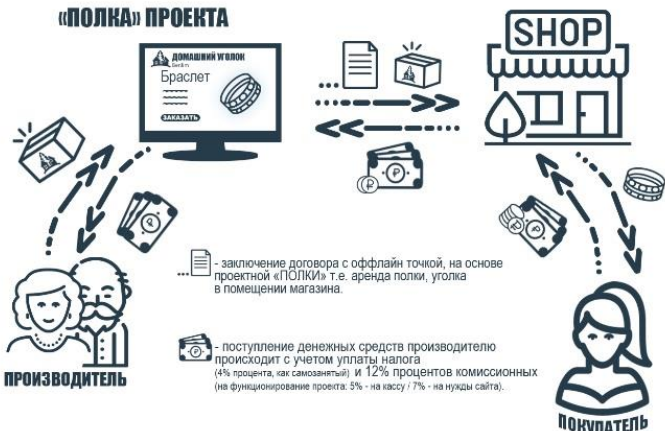 «ПОЛКА» ПРОЕКТА
SHOP
ДОМАШНИЙ УГОЛОК
Браслет
ЗАКАЗАТЬ
... - заключение договора с оффлайн точкой, на основе
проектной «ПОЛКИ» т.е. аренда полки, уголка
в помещении магазина.
- поступление денежных средств производителю
происходит с учетом уплаты налога
(4% процента, как самозанятый) и 12% процентов комиссионных
(на функционирование проекта: 5% - на кассу / 7% - на нужды сайта).
ПРОИЗВОДИТЕЛЬ
ПОКУПАТЕЛЬ